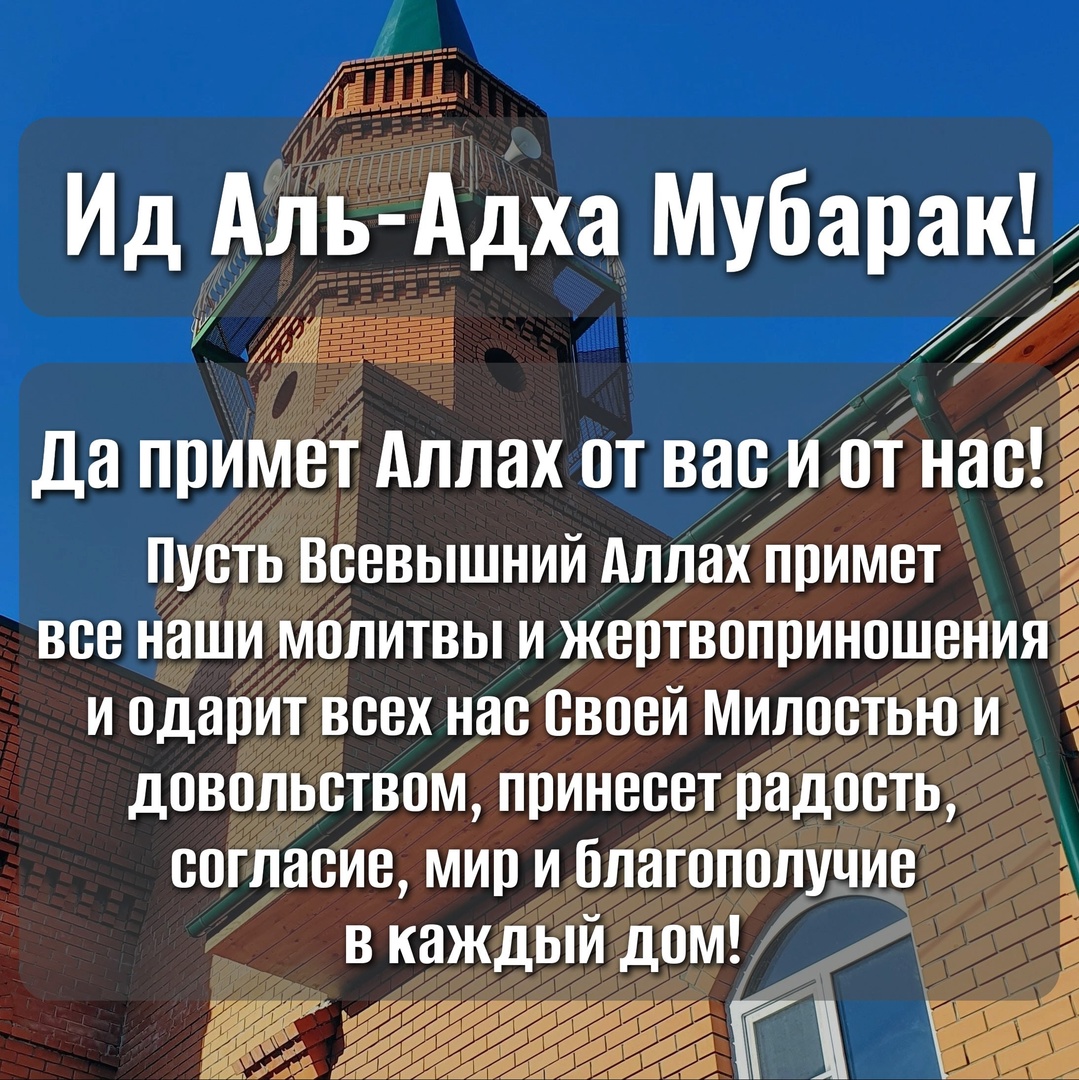 Ид Аль-Адха Мубарак!
Да примет Аллах от вас и от нас!
Пусть Всевышний Аллах примет
все наши молитвы и жертвоприношения
и одарит всех нас Своей Милостью и
довольством, принесет радость,
согласие, мир и благополучие
в каждый дом!